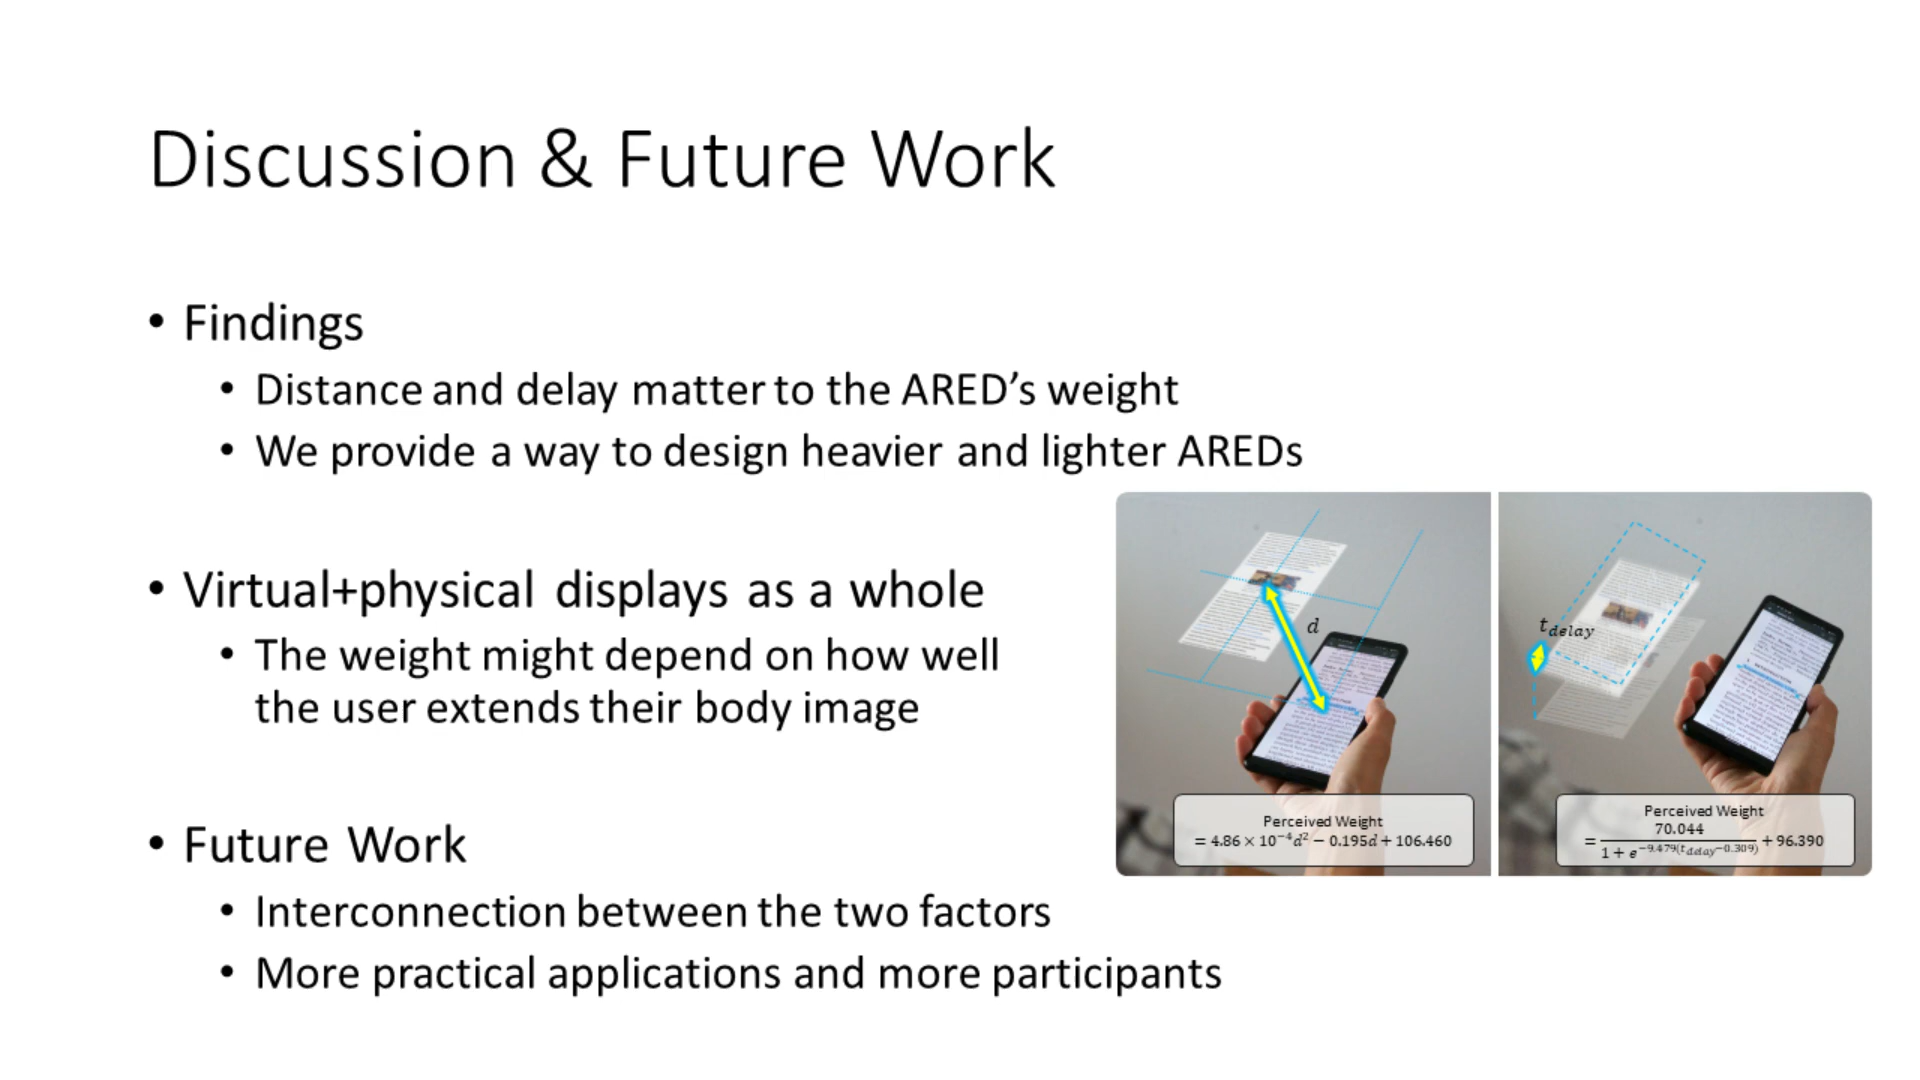 Discussion & Future Work
• Findings
• Distance and delay matter to the ARED’s weight
• We provide a way to design heavier and lighter AREDs
• Virtual+physical displays as a whole
• The weight might depend on how well
the user extends their body image
• Future Work
• Interconnection between the two factors
• More practical applications and more participants
d
Perceived Weight
= 4.86 × 10⁻⁴d² − 0.195d + 106.460
t_delay
Perceived Weight
= 70.044 / (1 + e^(−9.479(t_delay−0.309))) + 96.390